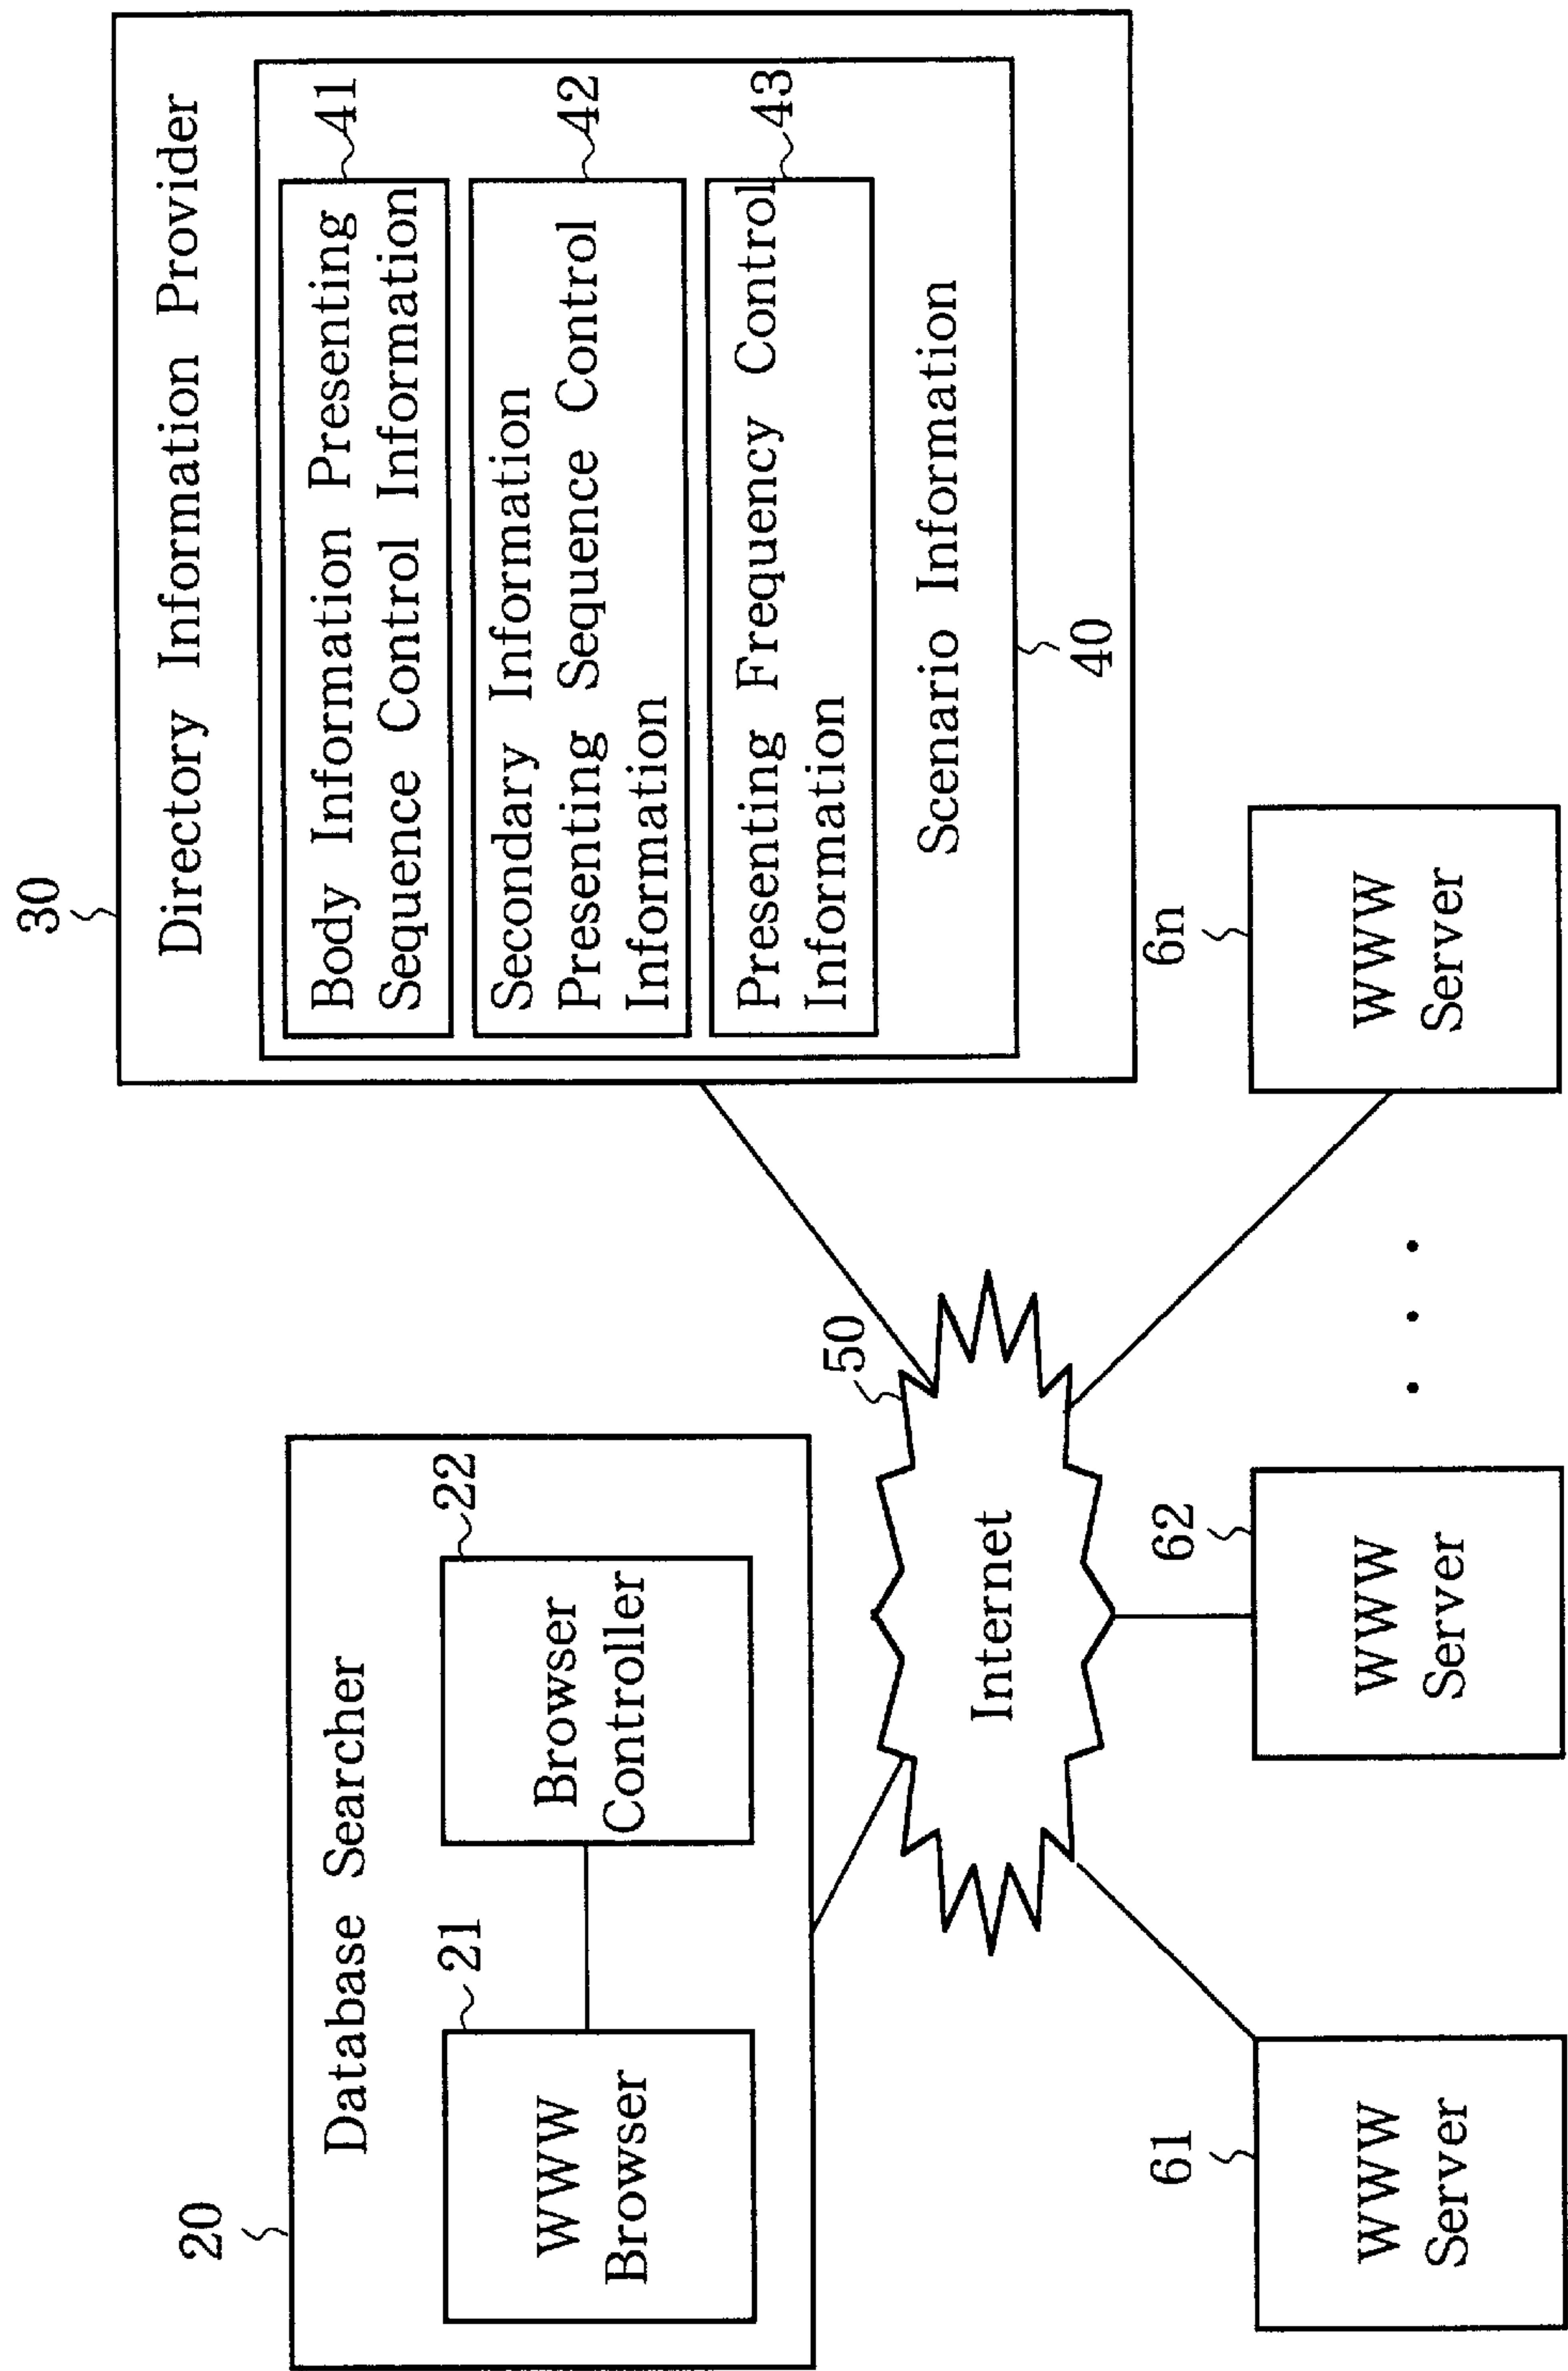 20
Database Searcher
21
WWW
Browser
22
Browser
Controller
30
Directory Information Provider
41
Body Information Presenting
Sequence Control Information
42
Secondary Information
Presenting Sequence Control
Information
43
Presenting Frequency Control
Information
Scenario Information
40
50
Internet
61
WWW
Server
62
WWW
Server
. . .
6n
WWW
Server